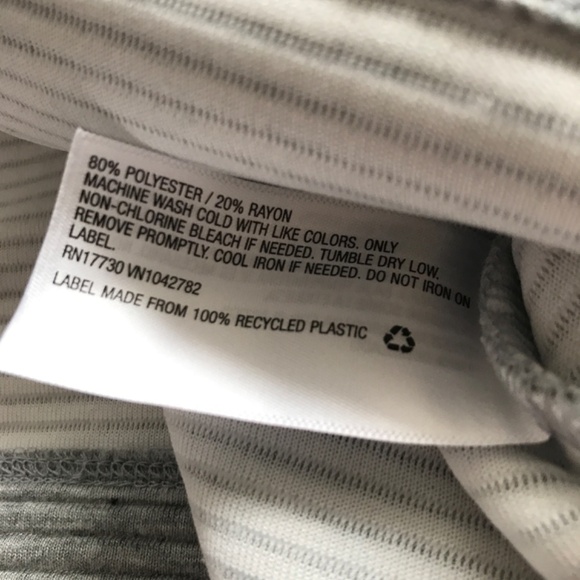 80% POLYESTER / 20% RAYON
MACHINE WASH COLD WITH LIKE COLORS. ONLY
NON-CHLORINE BLEACH IF NEEDED. TUMBLE DRY LOW.
REMOVE PROMPTLY. COOL IRON IF NEEDED. DO NOT IRON ON
LABEL.
RN17730 VN1042782
LABEL MADE FROM 100% RECYCLED PLASTIC